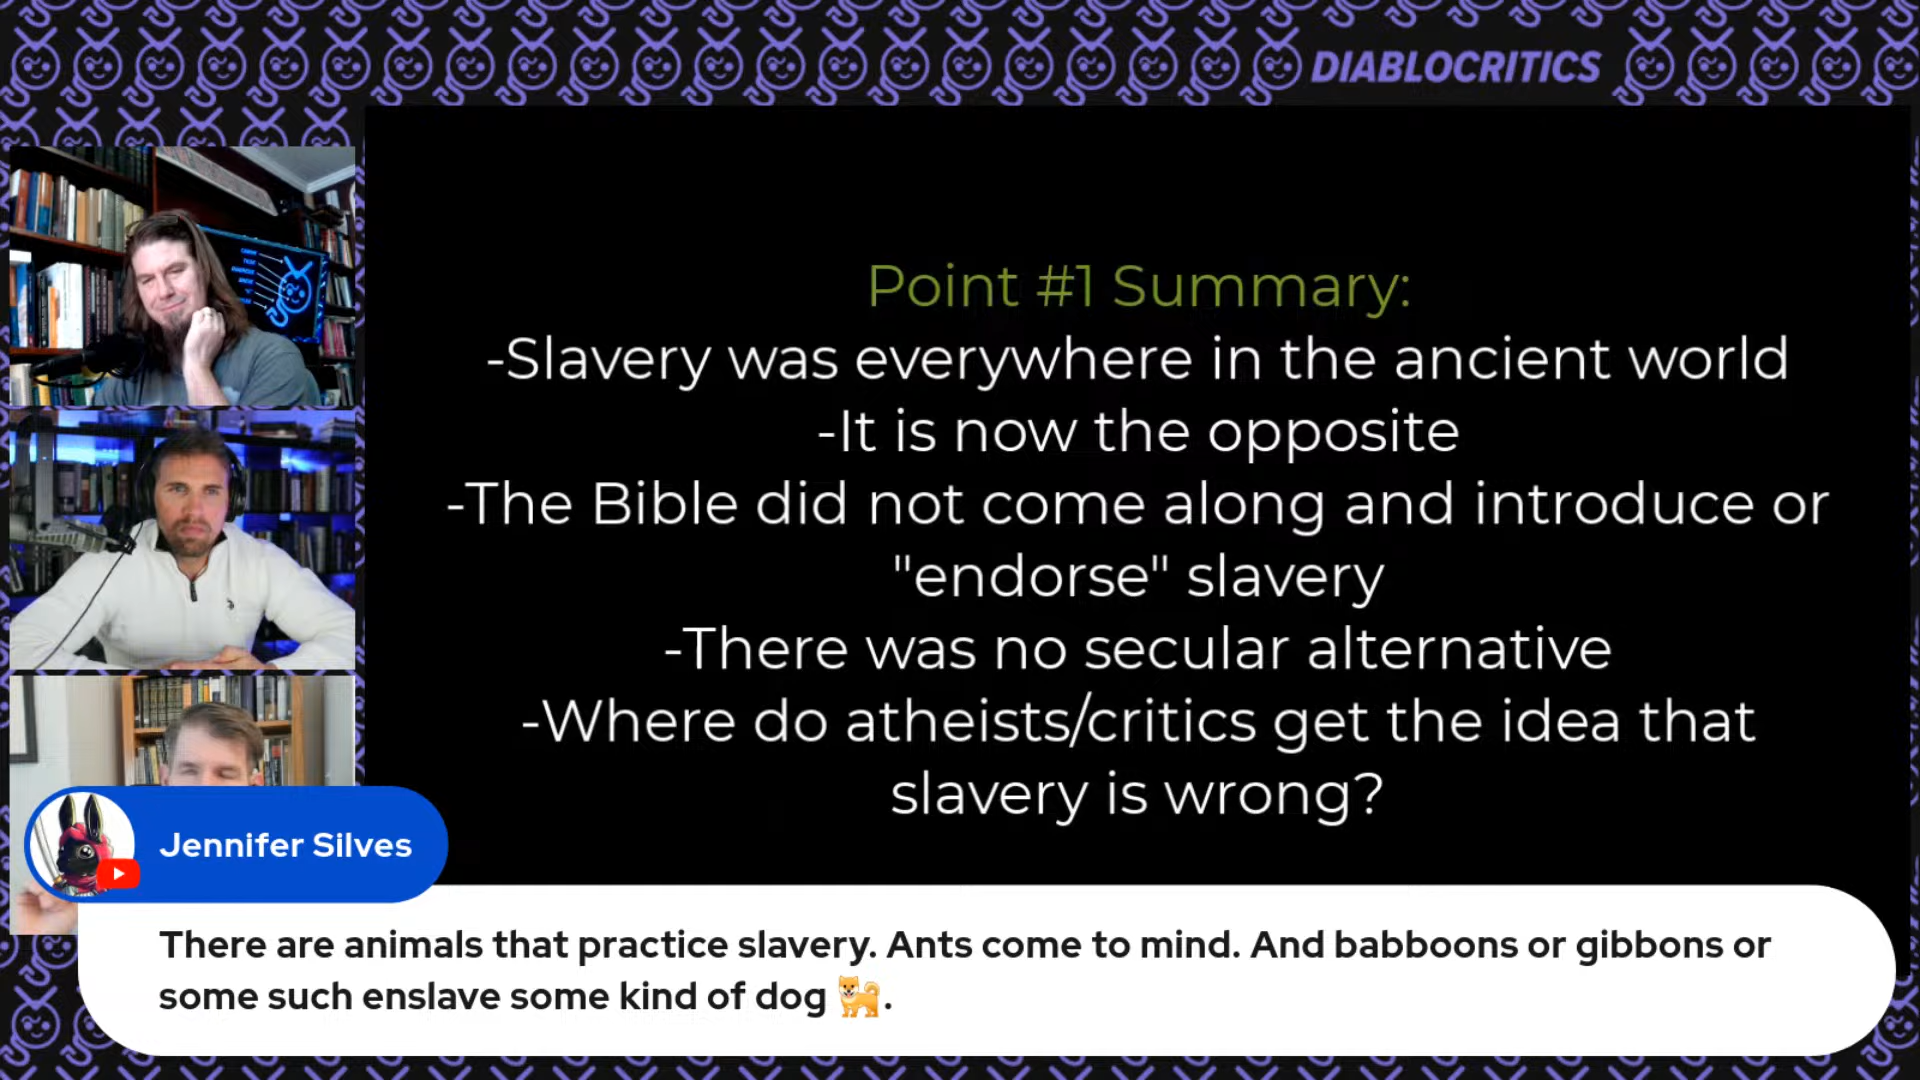 DIABLOCRITICS
Point #1 Summary:
-Slavery was everywhere in the ancient world
-It is now the opposite
-The Bible did not come along and introduce or
"endorse" slavery
-There was no secular alternative
-Where do atheists/critics get the idea that
slavery is wrong?
Jennifer Silves
There are animals that practice slavery. Ants come to mind. And babboons or gibbons or
some such enslave some kind of dog 🐕.